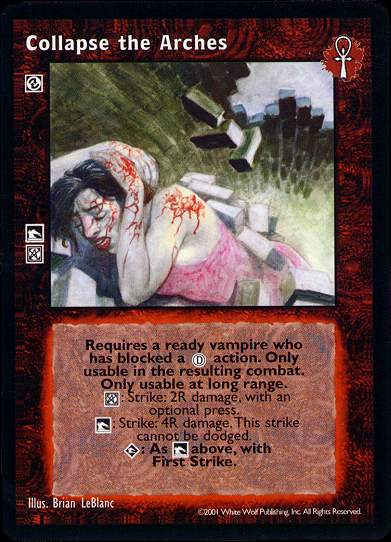 Collapse the Arches
Requires a ready vampire who
has blocked a D action. Only
usable in the resulting combat.
Only usable at long range.
: Strike: 2R damage, with an
optional press.
: Strike: 4R damage. This strike
cannot be dodged.
: As above, with
First Strike.
Illus. Brian LeBlanc
©2001 White Wolf Publishing, Inc. All Rights Reserved.